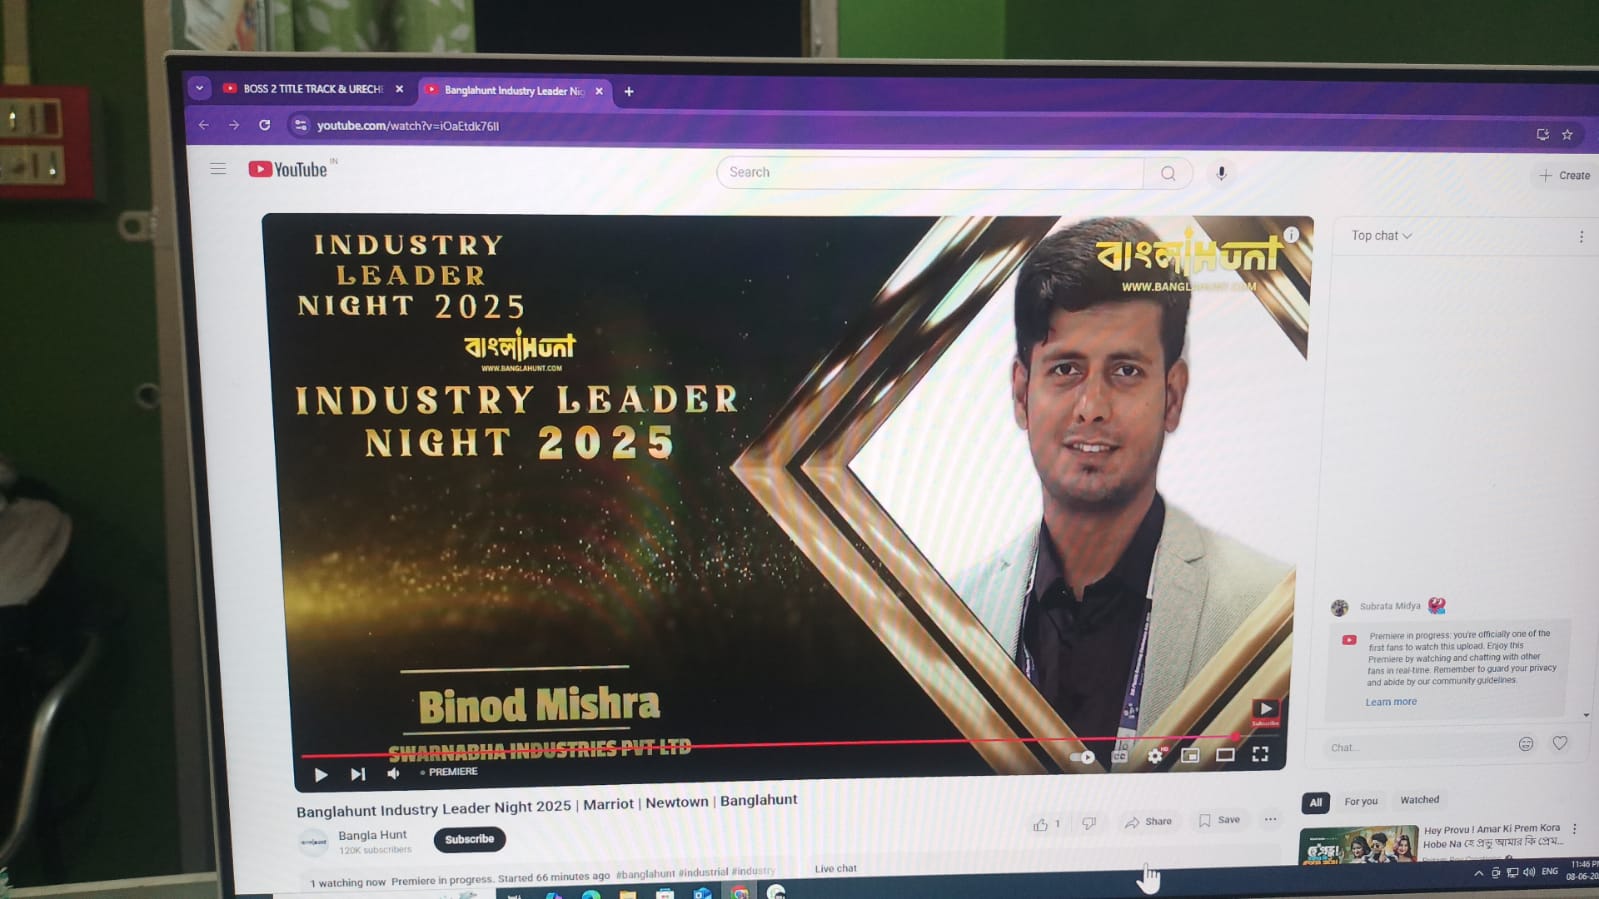 BOSS 2 TITLE TRACK & URECH
Banglahunt Industry Leader Nig
youtube.com/watch?v=iOaEtdk76lI
YouTube IN
Search
Create
INDUSTRY
LEADER
NIGHT 2025
বাংলাHunt
WWW.BANGLAHUNT.COM
INDUSTRY LEADER
NIGHT 2025
বাংলাHunt
WWW.BANGL COM
Binod Mishra
SWARNABHA INDUSTRIES PVT LTD
Subscribe
PREMIERE
CC
HD
Top chat
Subrata Midya
Premiere in progress: you're officially one of the
first fans to watch this upload. Enjoy this
Premiere by watching and chatting with other
fans in real-time. Remember to guard your privacy
and abide by our community guidelines.
Learn more
Chat...
Banglahunt Industry Leader Night 2025 | Marriot | Newtown | Banglahunt
Bangla Hunt
120K subscribers
Subscribe
1
Share
Save
1 watching now Premiere in progress. Started 66 minutes ago #banglahunt #industrial #industry
Live chat
All
For you
Watched
Hey Provu ! Amar Ki Prem Kora
Hobe Na হে প্রভু আমার কি প্রেম...
ENG
11:46 PM
08-06-20